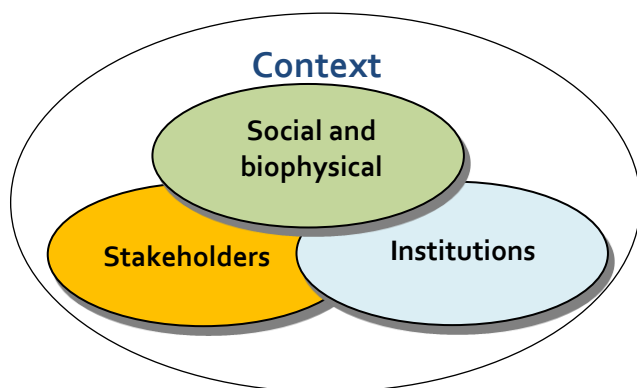 Context
Social and
biophysical
Stakeholders
Institutions